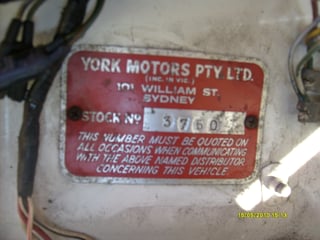 YORK MOTORS PTY LTD.
(INC. IN VIC.)
101 WILLIAM ST.
SYDNEY
STOCK Nº 3760
THIS NUMBER MUST BE QUOTED ON
ALL OCCASIONS WHEN COMMUNICATING
WITH THE ABOVE NAMED DISTRIBUTOR
CONCERNING THIS VEHICLE.